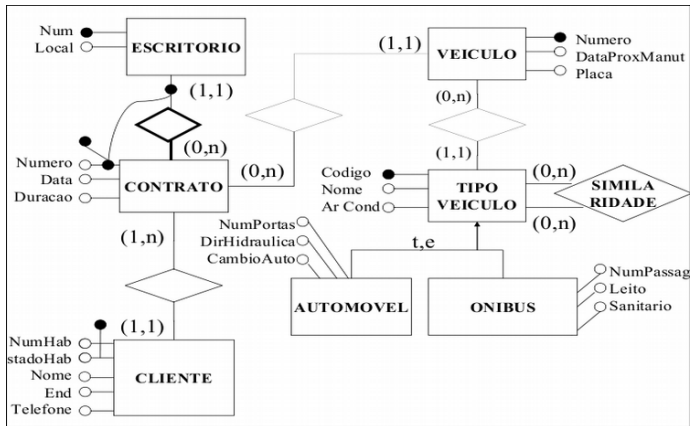 Num
Local
ESCRITORIO
(1,1)
(0,n)
Numero
Data
Duracao
CONTRATO
(0,n)
(1,1)
VEICULO
Numero
DataProxManut
Placa
(0,n)
(1,1)
Codigo
Nome
Ar Cond
TIPO
VEICULO
(0,n)
(0,n)
SIMILA
RIDADE
t,e
NumPortas
DirHidraulica
CambioAuto
AUTOMOVEL
ONIBUS
NumPassag
Leito
Sanitario
(1,n)
(1,1)
NumHab
stadoHab
Nome
End
Telefone
CLIENTE